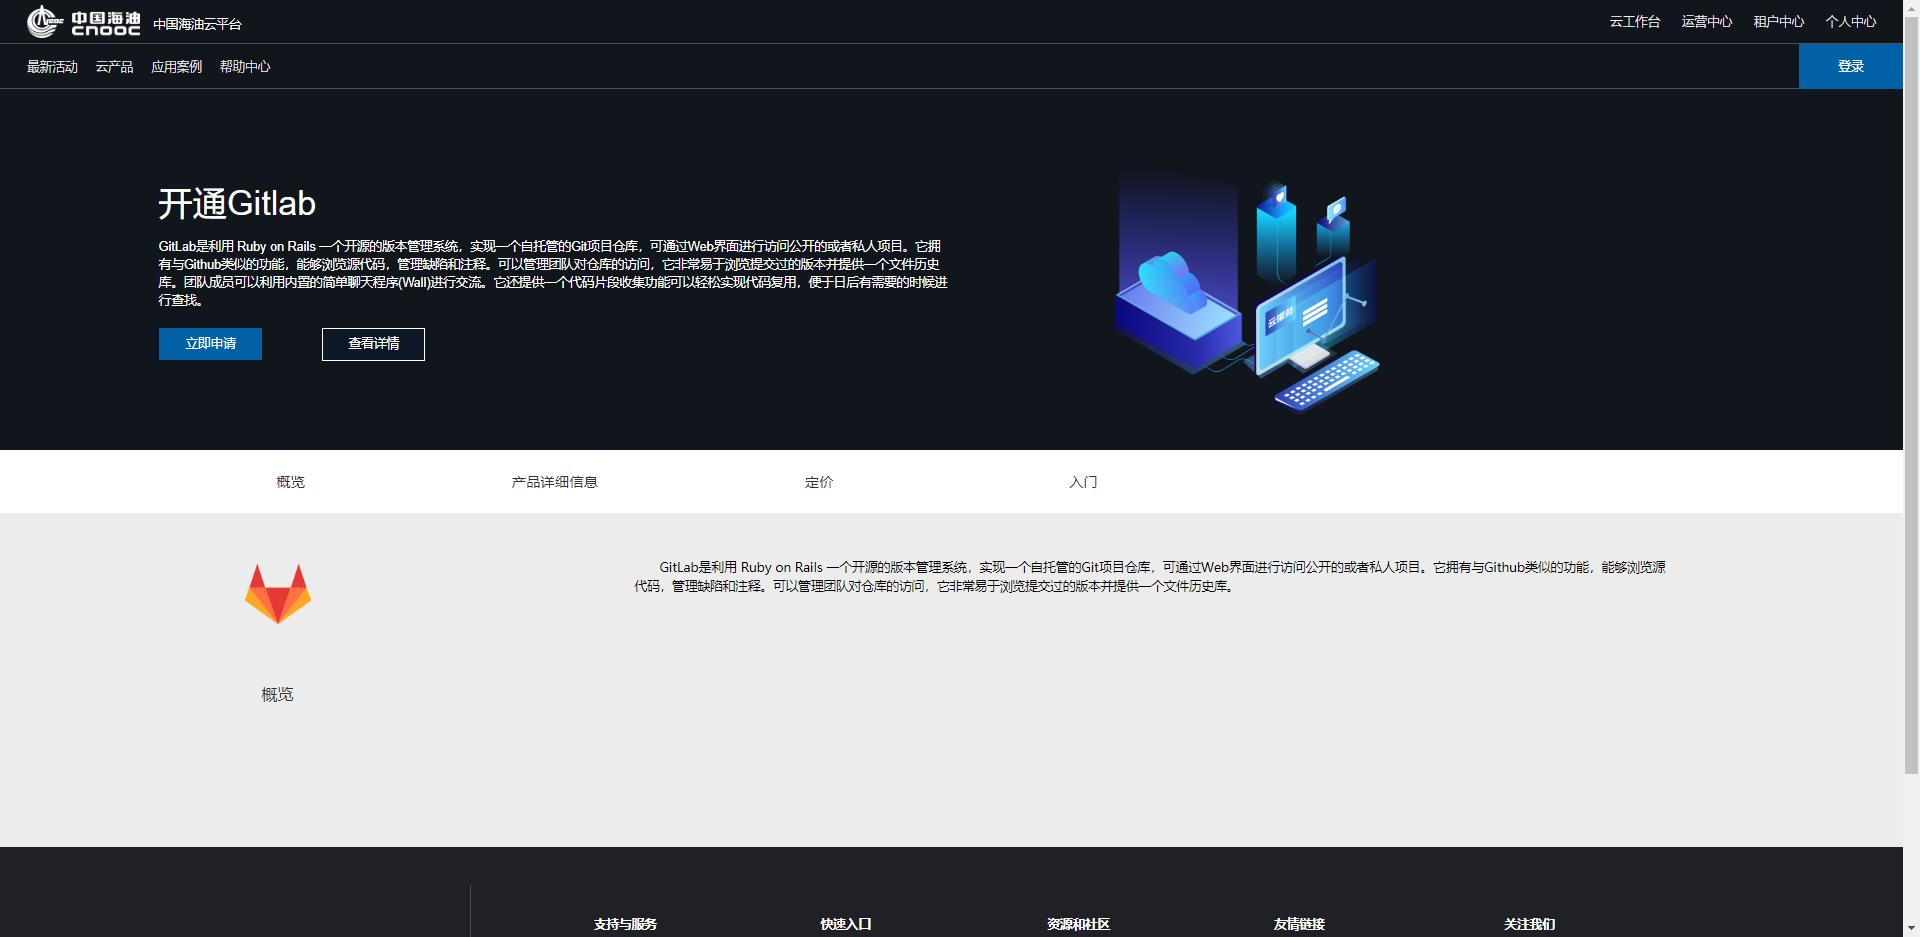 中国海油
CNOOC
中国海油云平台
云工作台 运营中心 租户中心 个人中心
最新活动 云产品 应用案例 帮助中心
登录
开通Gitlab
GitLab是利用 Ruby on Rails 一个开源的版本管理系统，实现一个自托管的Git项目仓库，可通过Web界面进行访问公开的或者私人项目。它拥
有与Github类似的功能，能够浏览源代码，管理缺陷和注释。可以管理团队对仓库的访问，它非常易于浏览提交过的版本并提供一个文件历史
库。团队成员可以利用内置的简单聊天程序(Wall)进行交流。它还提供一个代码片段收集功能可以轻松实现代码复用，便于日后有需要的时候进
行查找。
立即申请 查看详情
云服务
概览 产品详细信息 定价 入门
GitLab是利用 Ruby on Rails 一个开源的版本管理系统，实现一个自托管的Git项目仓库，可通过Web界面进行访问公开的或者私人项目。它拥有与Github类似的功能，能够浏览源
代码，管理缺陷和注释。可以管理团队对仓库的访问，它非常易于浏览提交过的版本并提供一个文件历史库。
概览
支持与服务 快速入口 资源和社区 友情链接 关注我们